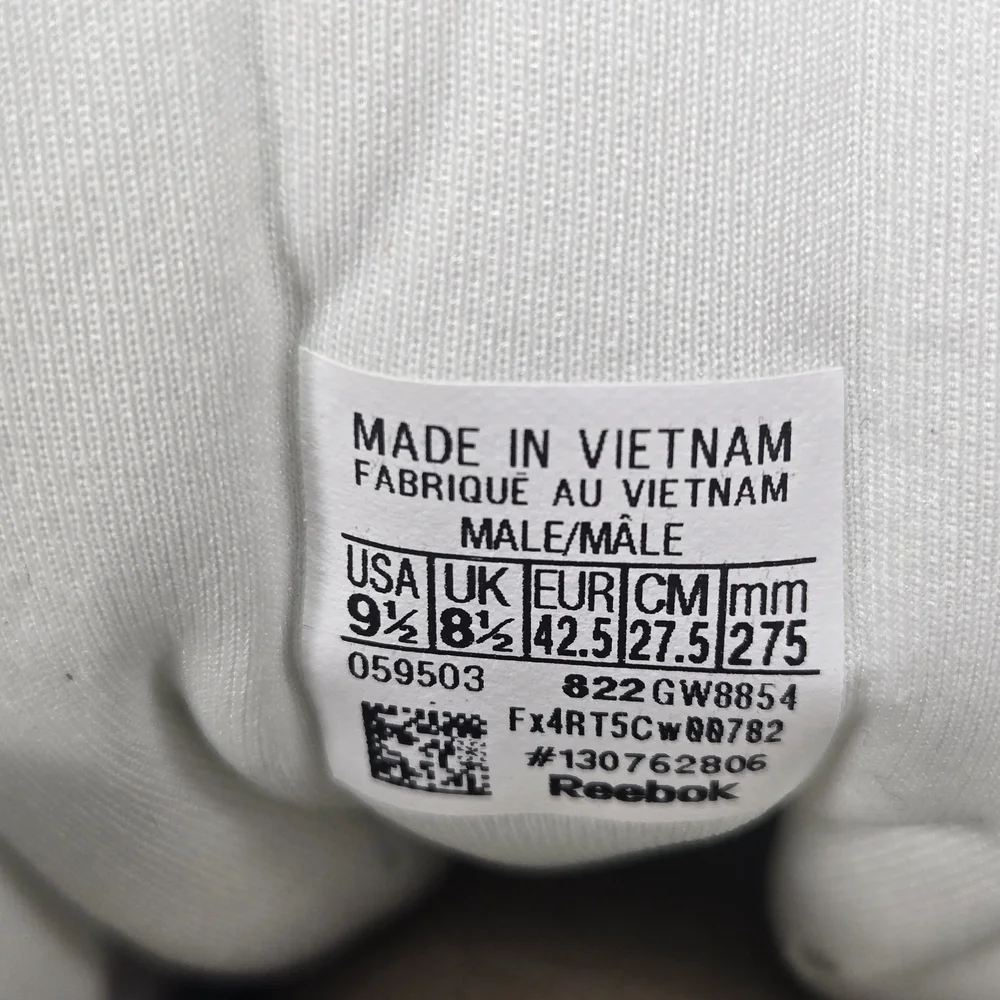 MADE IN VIETNAM
FABRIQUÉ AU VIETNAM
MALE/MÂLE
USA UK EUR CM mm
9½ 8½ 42.5 27.5 275
059503 822 GW8854
Fx4RT5Cw00782
#130762806
Reebok